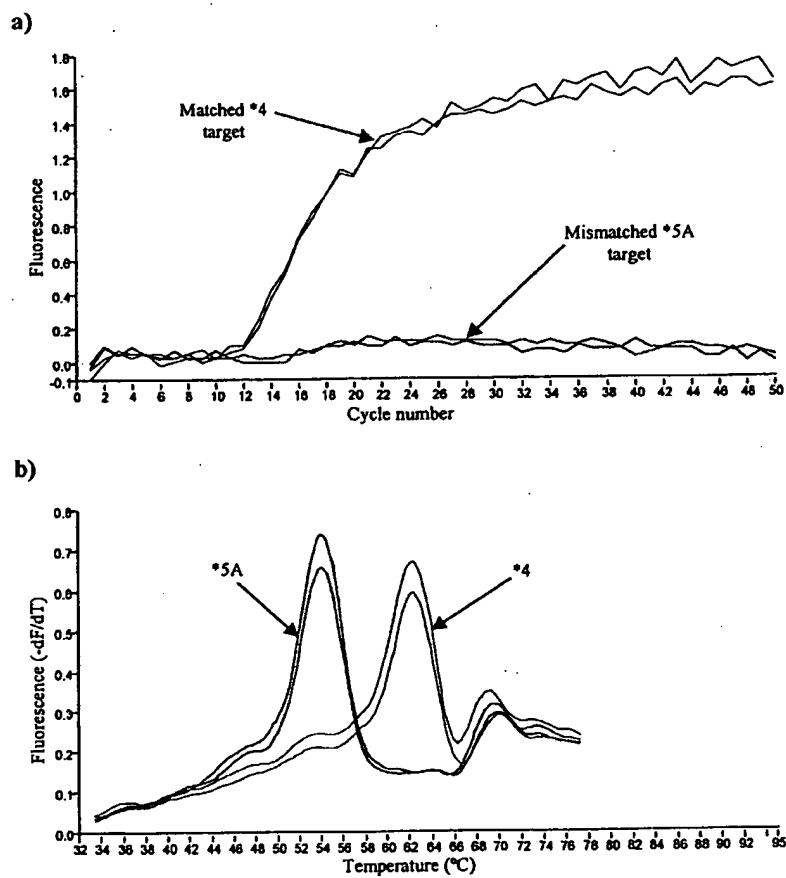 a)
1.8
1.6
1.4
1.2
1.0
0.8
0.6
0.4
0.2
0.0
-0.1
Fluorescence
Matched *4
target
Mismatched *5A
target
0 2 4 6 8 10 12 14 16 18 20 22 24 26 28 30 32 34 36 38 40 42 44 46 48 50
Cycle number
b)
0.8
0.7
0.6
0.5
0.4
0.3
0.2
0.1
0.0
Fluorescence (-dF/dT)
*5A
*4
32 34 36 38 40 42 44 46 48 50 52 54 56 58 60 62 64 66 68 70 72 74 76 78 80 82 84 86 88 90 92 95
Temperature (°C)